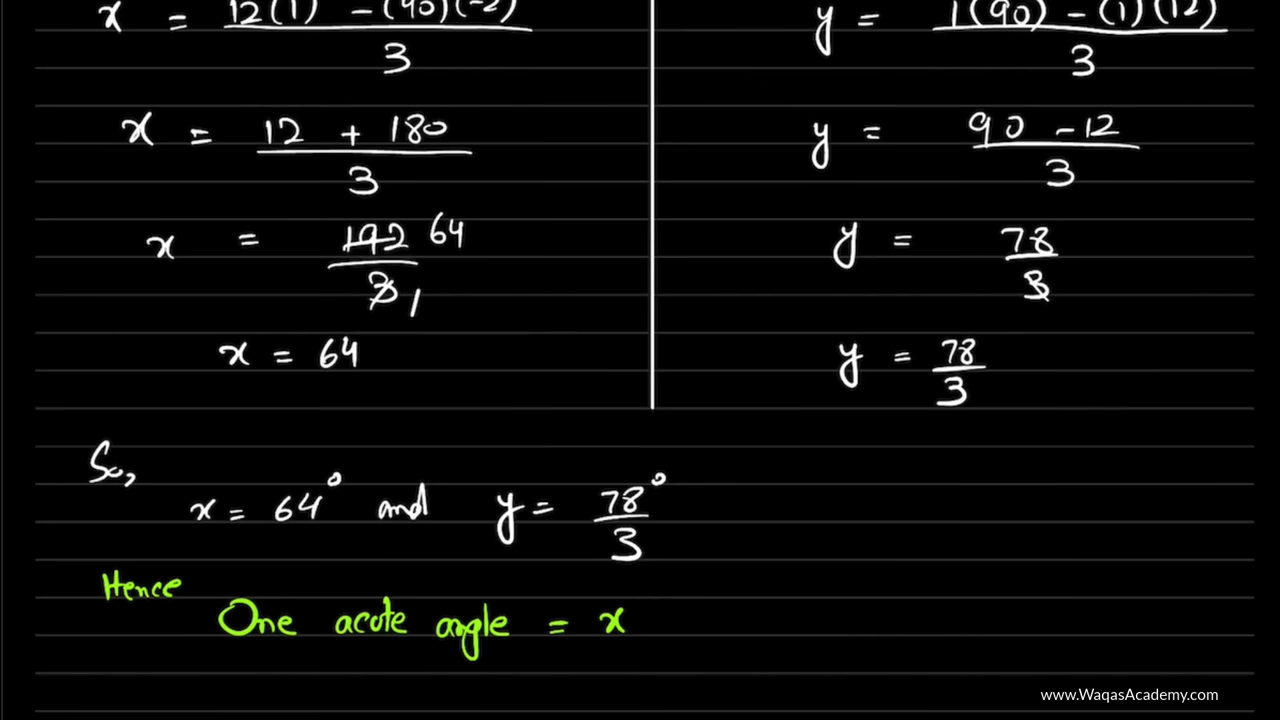 x = 12(1) - (90)(-2) / 3
x = 12 + 180 / 3
x = 192 64 / 3 1
x = 64
y = 1(90) - (1)(12) / 3
y = 90 - 12 / 3
y = 78 / 3
y = 78 / 3
So,
x = 64° and y = 78° / 3
Hence
One acute angle = x
www.WaqasAcademy.com